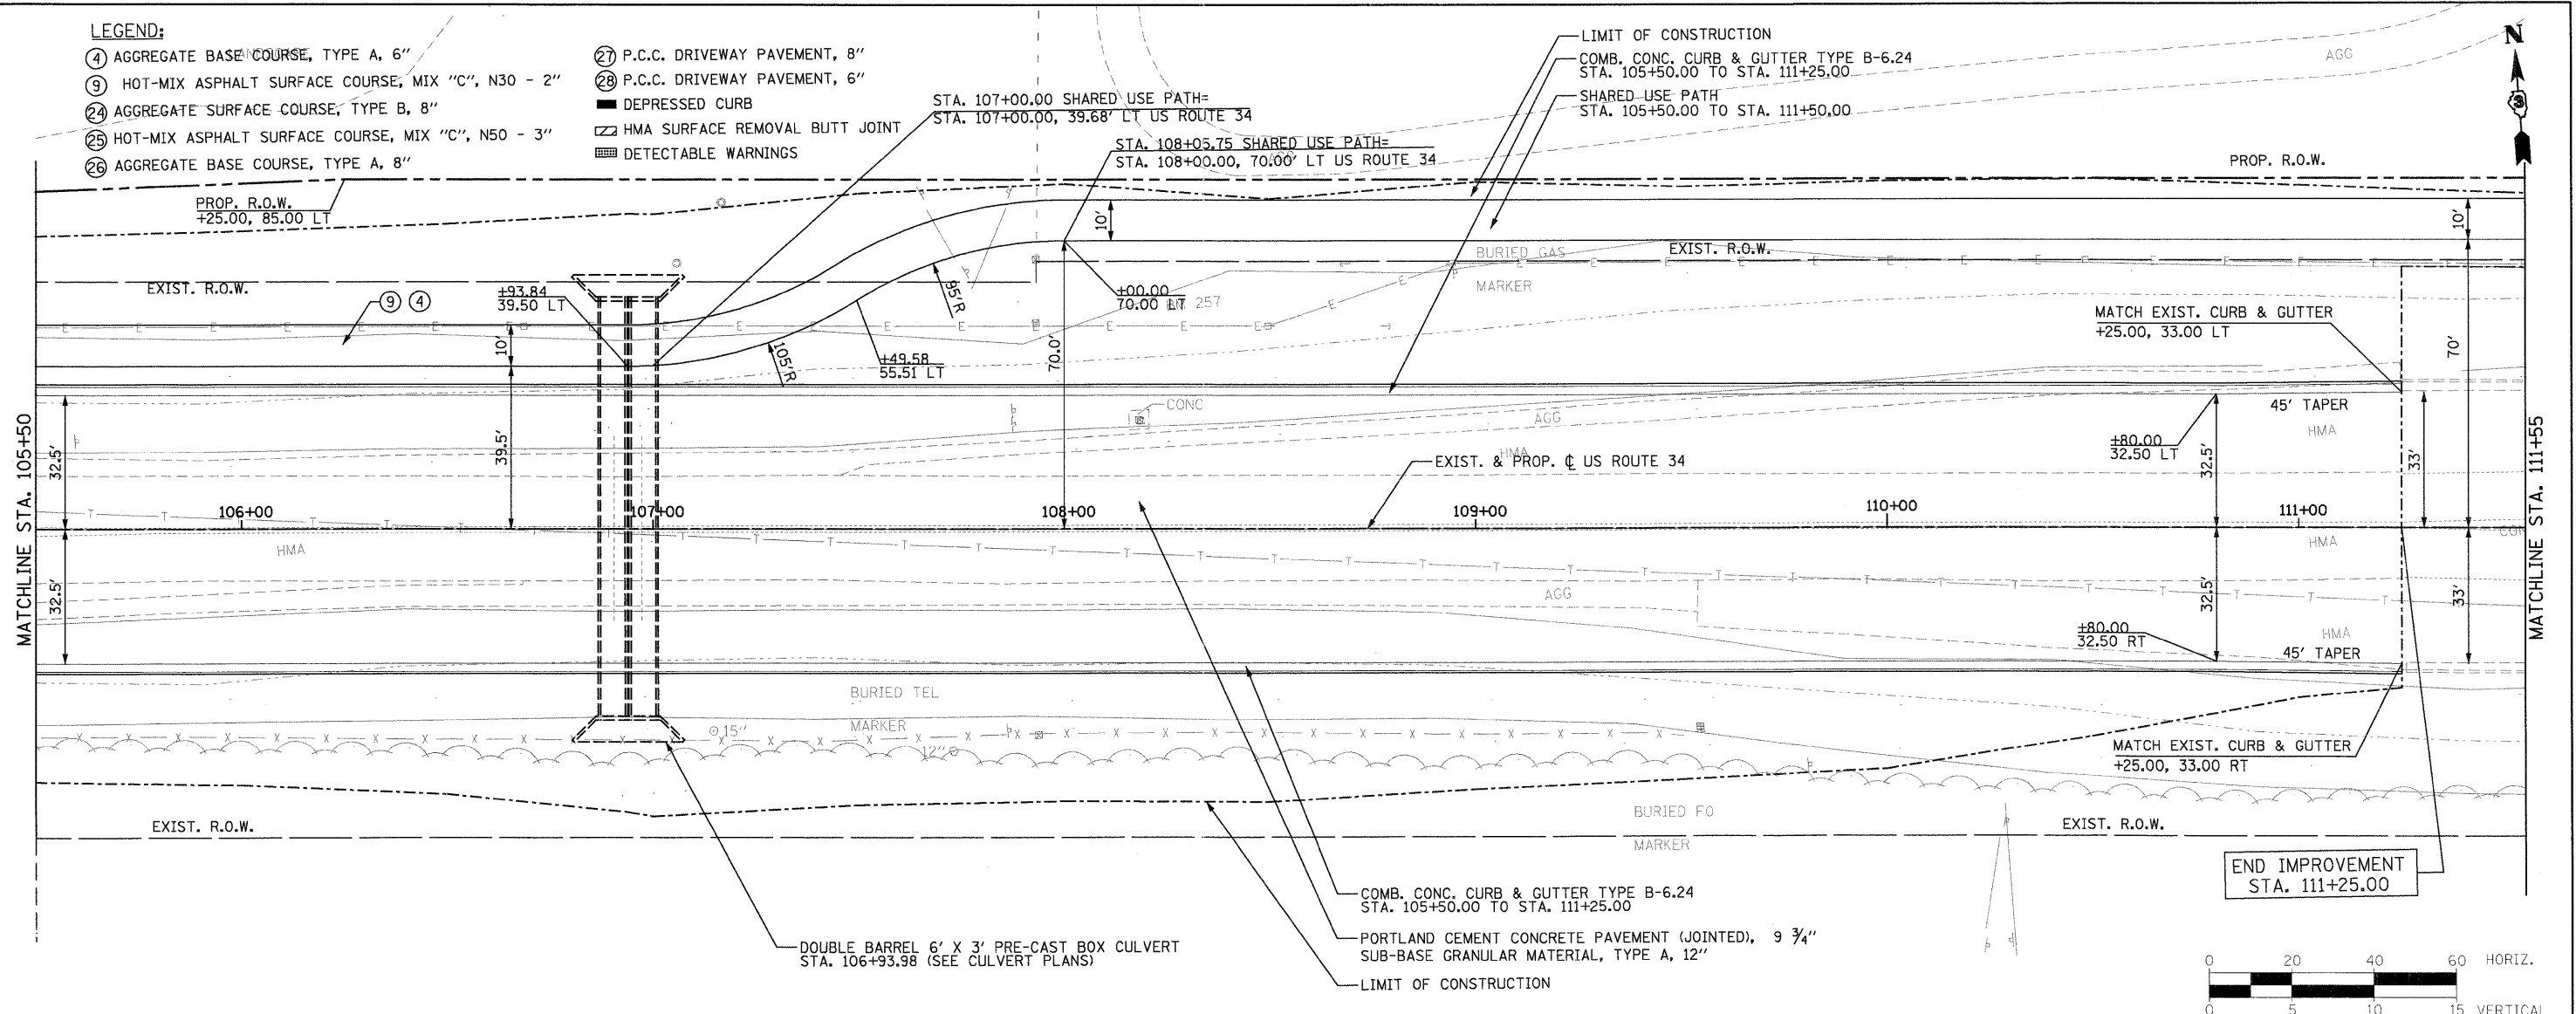 LEGEND:
LANDSCAPE
④ AGGREGATE BASE COURSE, TYPE A, 6"
⑨ HOT-MIX ASPHALT SURFACE COURSE, MIX "C", N30 - 2"
㉔ AGGREGATE SURFACE COURSE, TYPE B, 8"
㉕ HOT-MIX ASPHALT SURFACE COURSE, MIX "C", N50 - 3"
㉖ AGGREGATE BASE COURSE, TYPE A, 8"
㉗ P.C.C. DRIVEWAY PAVEMENT, 8"
㉘ P.C.C. DRIVEWAY PAVEMENT, 6"
DEPRESSED CURB
HMA SURFACE REMOVAL BUTT JOINT
DETECTABLE WARNINGS
STA. 107+00.00 SHARED USE PATH=
STA. 107+00.00, 39.68' LT US ROUTE 34
STA. 108+05.75 SHARED USE PATH=
STA. 108+00.00, 70.00' LT US ROUTE 34
AGG
LIMIT OF CONSTRUCTION
COMB. CONC. CURB & GUTTER TYPE B-6.24
STA. 105+50.00 TO STA. 111+25.00
SHARED USE PATH
STA. 105+50.00 TO STA. 111+50.00
AGG
N
3
PROP. R.O.W.
PROP. R.O.W.
+25.00, 85.00 LT
10'
10'
EXIST. R.O.W.
BURIED GAS
MARKER
EXIST. R.O.W.
⑨ ④
+93.84
39.50 LT
95'R
+00.00
70.00 LT
257
MATCH EXIST. CURB & GUTTER
+25.00, 33.00 LT
10'
105'R
+49.58
55.51 LT
70.0'
70'
CONC
AGG
HMA
45' TAPER
HMA
+80.00
32.50 LT
32.5'
39.5'
32.5'
33'
EXIST. & PROP. ℄ US ROUTE 34
MATCHLINE STA. 105+50
MATCHLINE STA. 111+55
106+00
107+00
108+00
109+00
110+00
111+00
HMA
HMA
32.5'
32.5'
33'
AGG
+80.00
32.50 RT
HMA
45' TAPER
BURIED TEL
MARKER
15"
12"
MATCH EXIST. CURB & GUTTER
+25.00, 33.00 RT
EXIST. R.O.W.
BURIED FO
MARKER
EXIST. R.O.W.
END IMPROVEMENT
STA. 111+25.00
COMB. CONC. CURB & GUTTER TYPE B-6.24
STA. 105+50.00 TO STA. 111+25.00
PORTLAND CEMENT CONCRETE PAVEMENT (JOINTED), 9 ¾"
SUB-BASE GRANULAR MATERIAL, TYPE A, 12"
LIMIT OF CONSTRUCTION
DOUBLE BARREL 6' X 3' PRE-CAST BOX CULVERT
STA. 106+93.98 (SEE CULVERT PLANS)
0 20 40 60 HORIZ.
0 5 10 15 VERTICAL